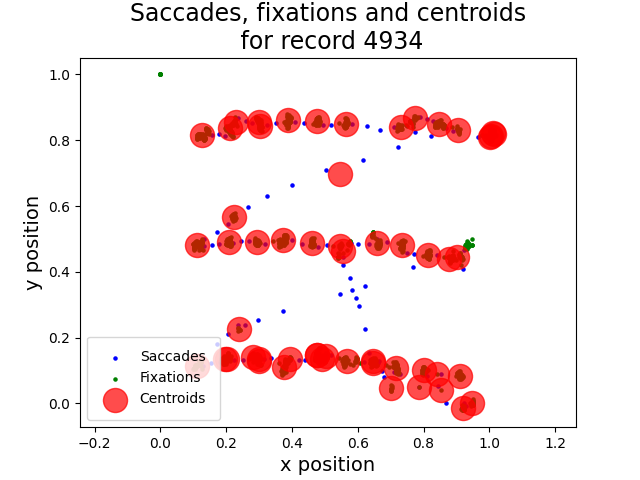 Saccades, fixations and centroids
for record 4934
1.0
0.8
0.6
0.4
0.2
0.0
y position
Saccades
Fixations
Centroids
−0.2 0.0 0.2 0.4 0.6 0.8 1.0 1.2
x position